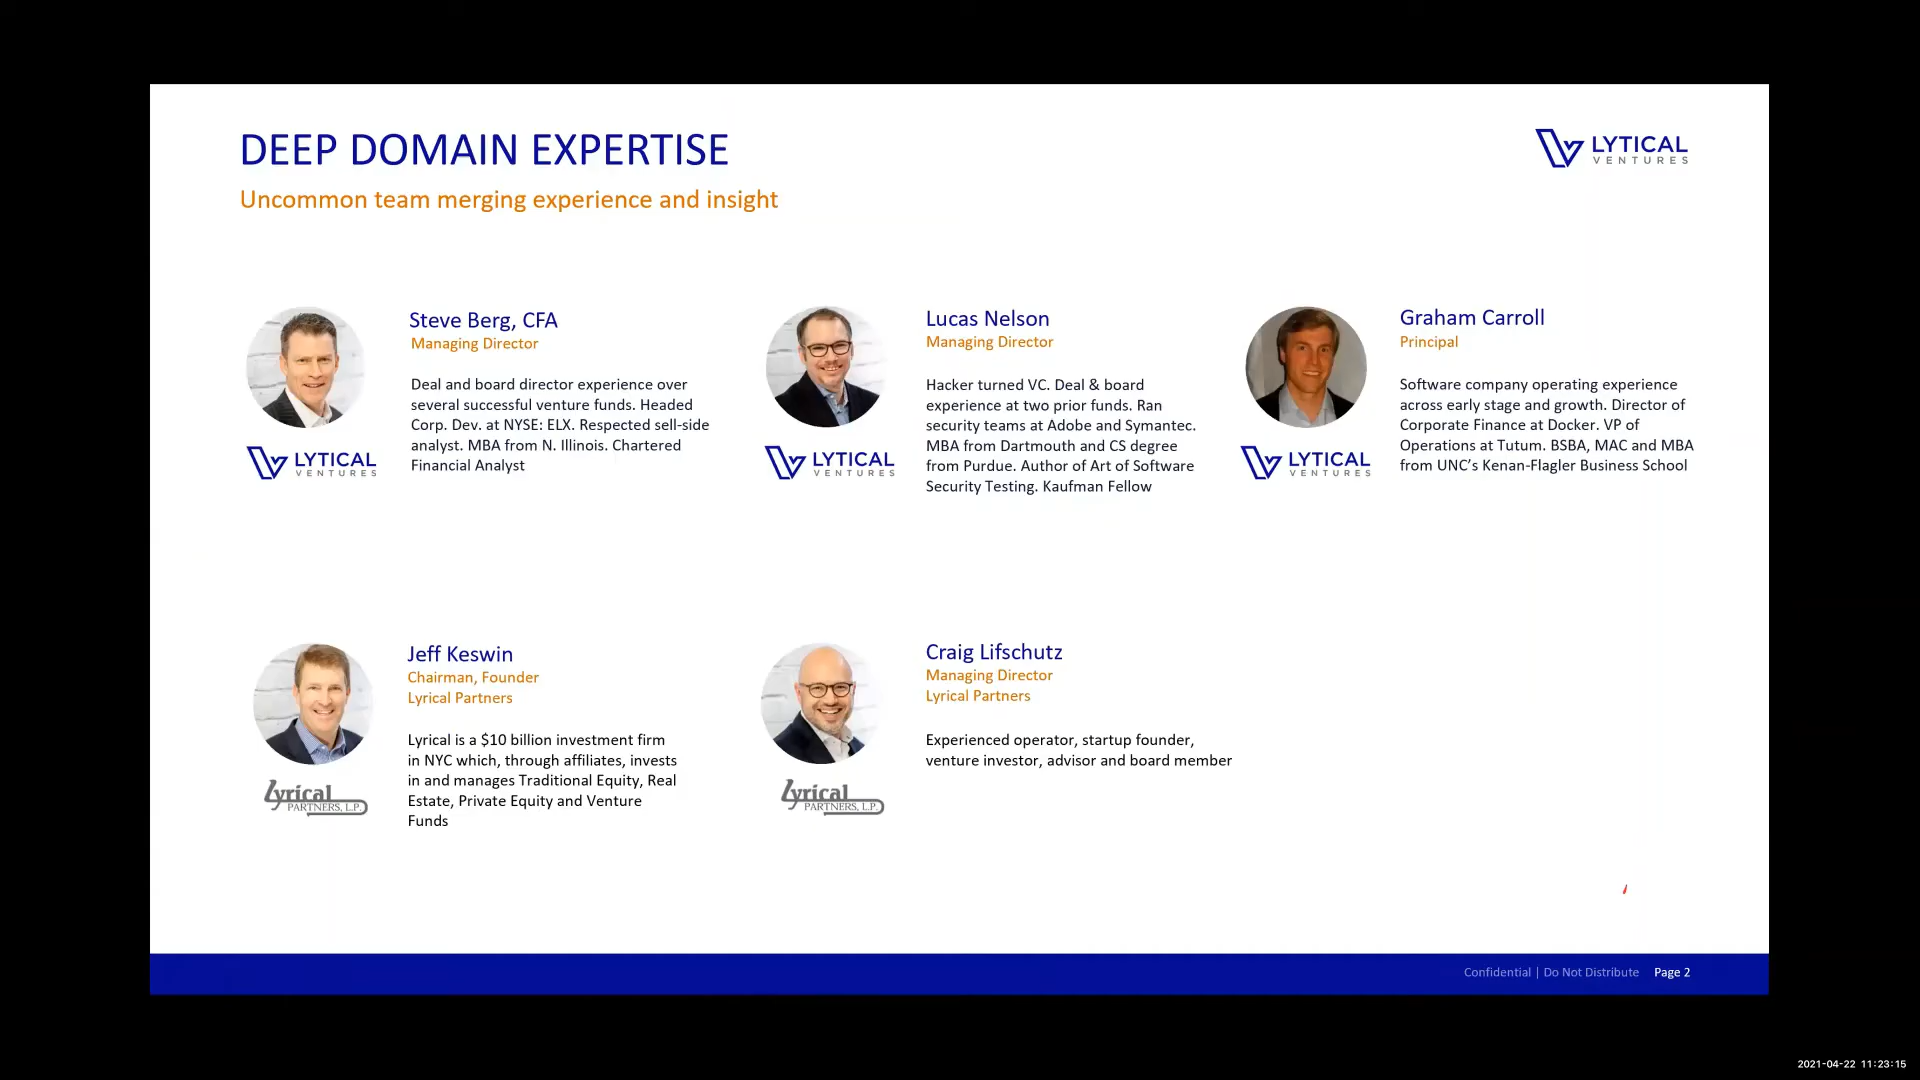 DEEP DOMAIN EXPERTISE
Uncommon team merging experience and insight
LYTICAL
VENTURES
Steve Berg, CFA
Managing Director
Deal and board director experience over
several successful venture funds. Headed
Corp. Dev. at NYSE: ELX. Respected sell-side
analyst. MBA from N. Illinois. Chartered
Financial Analyst
LYTICAL
VENTURES
Lucas Nelson
Managing Director
Hacker turned VC. Deal & board
experience at two prior funds. Ran
security teams at Adobe and Symantec.
MBA from Dartmouth and CS degree
from Purdue. Author of Art of Software
Security Testing. Kaufman Fellow
LYTICAL
VENTURES
Graham Carroll
Principal
Software company operating experience
across early stage and growth. Director of
Corporate Finance at Docker. VP of
Operations at Tutum. BSBA, MAC and MBA
from UNC's Kenan-Flagler Business School
LYTICAL
VENTURES
Jeff Keswin
Chairman, Founder
Lyrical Partners
Lyrical is a $10 billion investment firm
in NYC which, through affiliates, invests
in and manages Traditional Equity, Real
Estate, Private Equity and Venture
Funds
Lyrical
PARTNERS, L.P.
Craig Lifschutz
Managing Director
Lyrical Partners
Experienced operator, startup founder,
venture investor, advisor and board member
Lyrical
PARTNERS, L.P.
Confidential | Do Not Distribute Page 2
2021-04-22 11:23:15